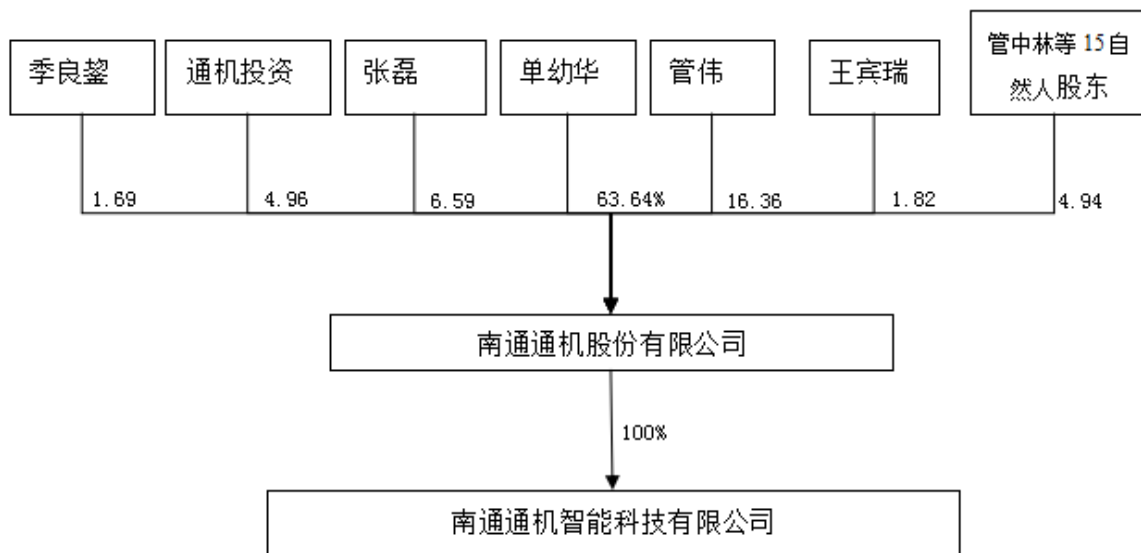 季良鋆
通机投资
张磊
单幼华
管伟
王宾瑞
管中林等 15 自
然人股东
1.69
4.96
6.59
63.64%
16.36
1.82
4.94
南通通机股份有限公司
100%
南通通机智能科技有限公司